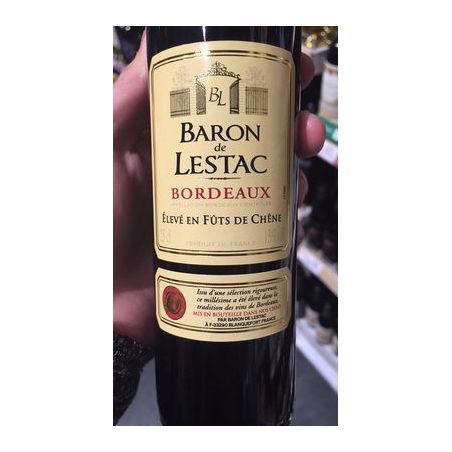 BL
BARON
de
LESTAC
BORDEAUX
APPELLATION BORDEAUX CONTRÔLÉE
ÉLEVÉ EN FÛTS DE CHÊNE
PRODUIT DE FRANCE
Issu d'une sélection rigoureuse,
ce millésime a été élevé dans la
tradition des vins de Bordeaux.
MIS EN BOUTEILLE DANS NOS
PAR BARON DE LESTAC
À F-33290 BLANQUEFORT FRANCE